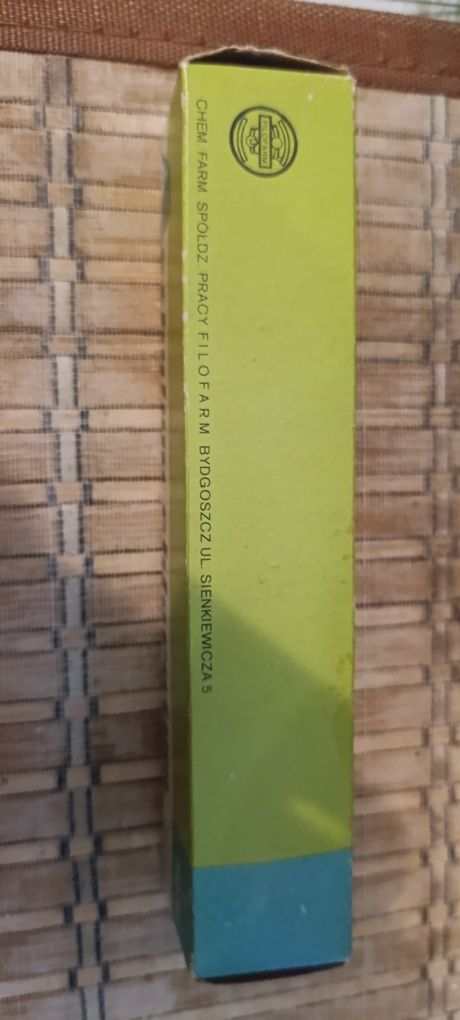 CHEM. FARM. SPÓŁDZ. PRACY FILOFARM BYDGOSZCZ UL. SIENKIEWICZA 5